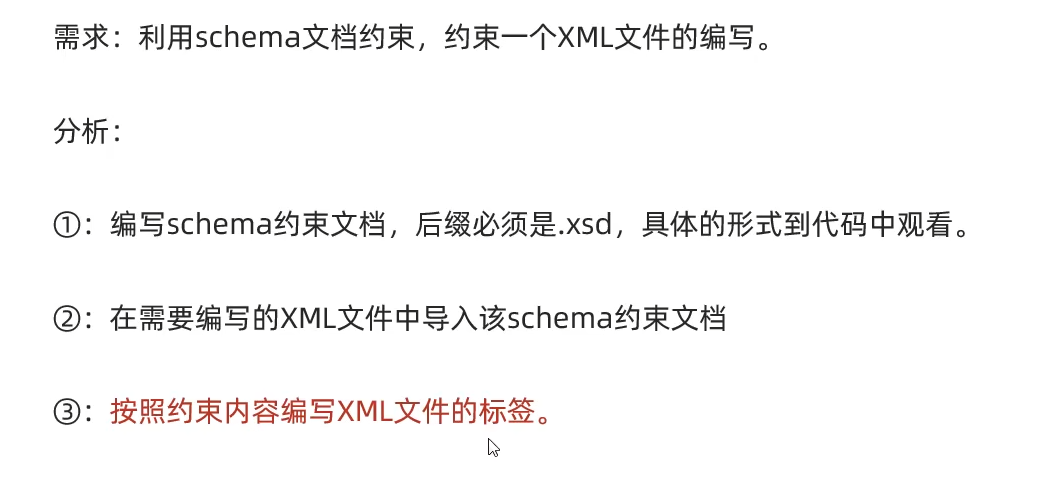 需求：利用schema文档约束，约束一个XML文件的编写。
分析：
①：编写schema约束文档，后缀必须是.xsd，具体的形式到代码中观看。
②：在需要编写的XML文件中导入该schema约束文档
③：按照约束内容编写XML文件的标签。